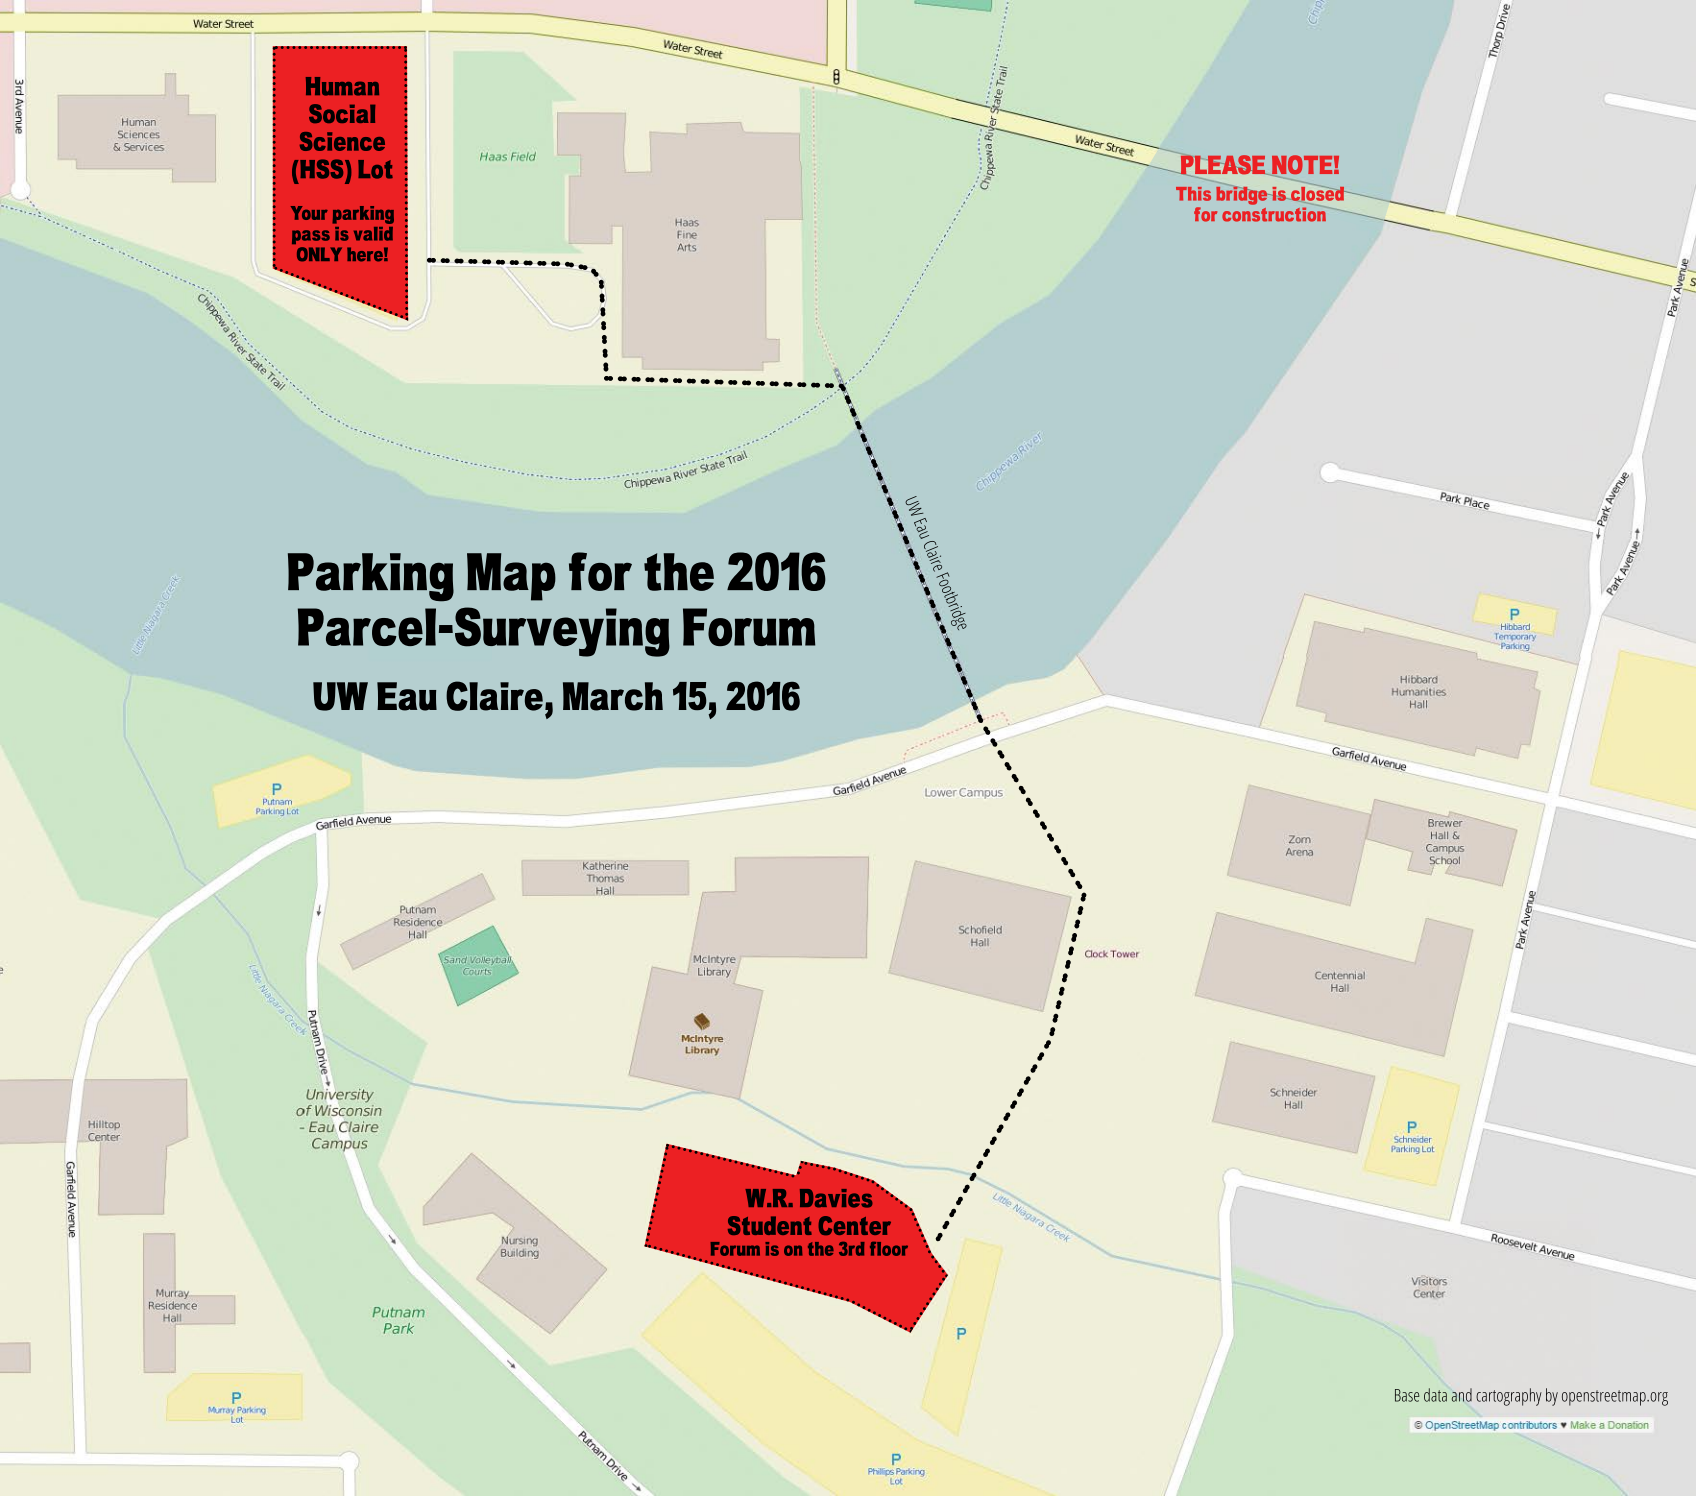 Water Street
Water Street
Water Street
Thorp Drive
3rd Avenue
Human
Sciences
& Services
Human
Social
Science
(HSS) Lot
Your parking
pass is valid
ONLY here!
Haas Field
Haas
Fine
Arts
Chippewa River State Trail
PLEASE NOTE!
This bridge is closed
for construction
Park Avenue
Chippewa River State Trail
Chippewa River State Trail
Chippewa River
UW Eau Claire Footbridge
Park Place
Park Avenue
Park Avenue
Parking Map for the 2016
Parcel-Surveying Forum
UW Eau Claire, March 15, 2016
Little Niagara Creek
P
Hibbard
Temporary
Parking
Hibbard
Humanities
Hall
Garfield Avenue
P
Putnam
Parking Lot
Garfield Avenue
Garfield Avenue
Lower Campus
Zorn
Arena
Brewer
Hall &
Campus
School
Katherine
Thomas
Hall
Putnam
Residence
Hall
Sand Volleyball
Courts
McIntyre
Library
McIntyre
Library
Schofield
Hall
Clock Tower
Centennial
Hall
Park Avenue
Little Niagara Creek
Putnam Drive
University
of Wisconsin
- Eau Claire
Campus
Hilltop
Center
Garfield Avenue
Schneider
Hall
P
Schneider
Parking Lot
W.R. Davies
Student Center
Forum is on the 3rd floor
Little Niagara Creek
Nursing
Building
Roosevelt Avenue
Visitors
Center
Murray
Residence
Hall
Putnam
Park
P
P
Murray Parking
Lot
Putnam Drive
P
Phillips Parking
Lot
Base data and cartography by openstreetmap.org
© OpenStreetMap contributors ♥ Make a Donation